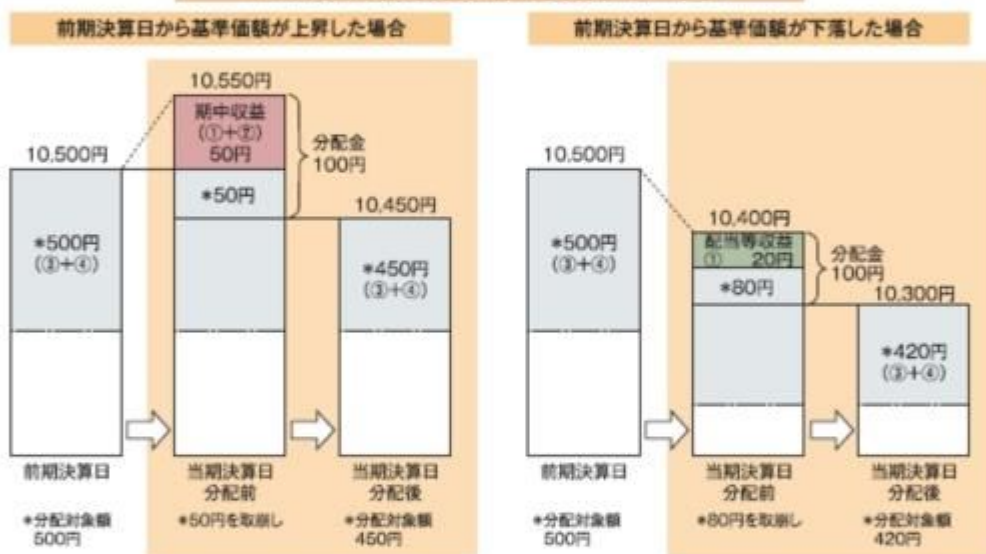 前期決算日から基準価額が上昇した場合
10,550円
期中収益
(①+②)
50円
分配金
100円
10,500円
*50円
10,450円
*500円
(③+④)
*450円
(③+④)
前期決算日
当期決算日
分配前
当期決算日
分配後
*分配対象額
500円
*50円を取崩し
*分配対象額
450円
前期決算日から基準価額が下落した場合
10,500円
10,400円
配当等収益
① 20円
分配金
100円
*500円
(③+④)
*80円
10,300円
*420円
(③+④)
前期決算日
当期決算日
分配前
当期決算日
分配後
*分配対象額
500円
*80円を取崩し
*分配対象額
420円